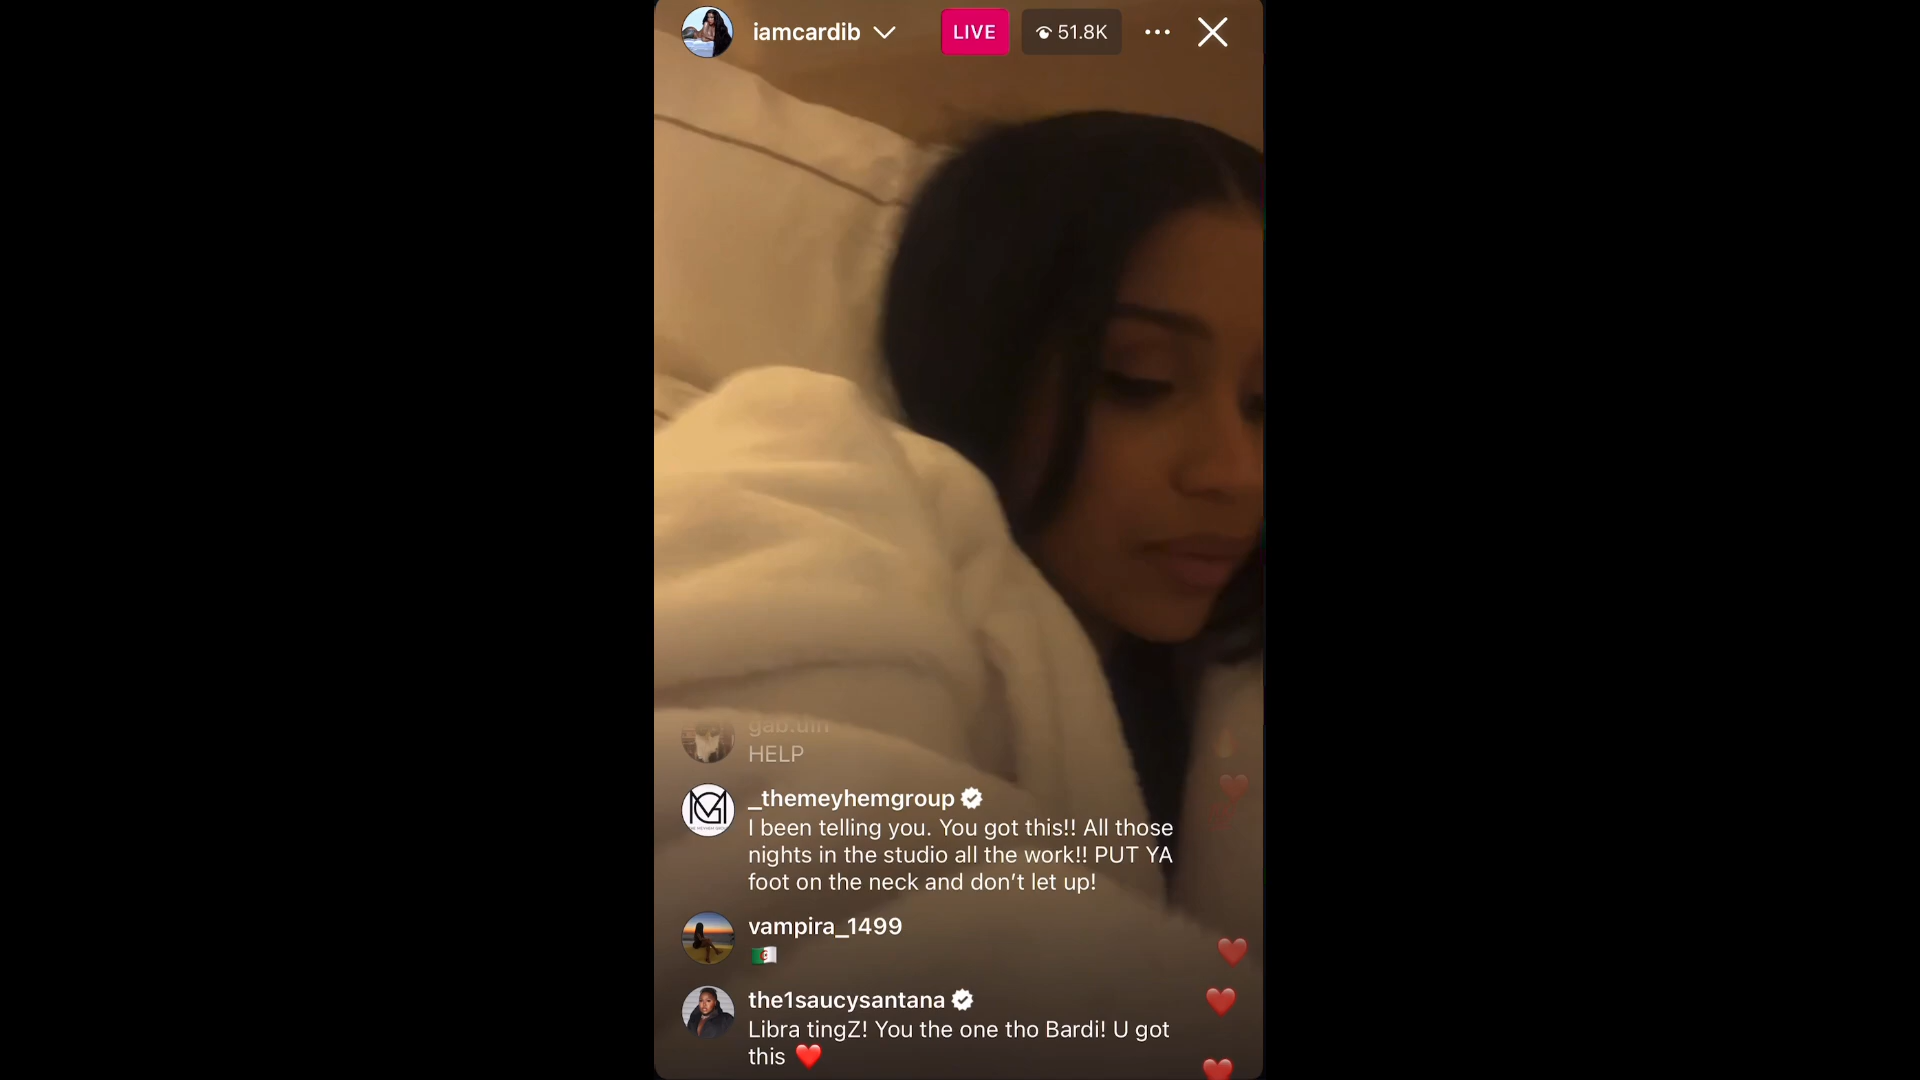 iamcardib
LIVE
51.8K
HELP
_themeyhemgroup
I been telling you. You got this!! All those
nights in the studio all the work!! PUT YA
foot on the neck and don’t let up!
vampira_1499
the1saucysantana
Libra tingZ! You the one tho Bardi! U got
this ❤️